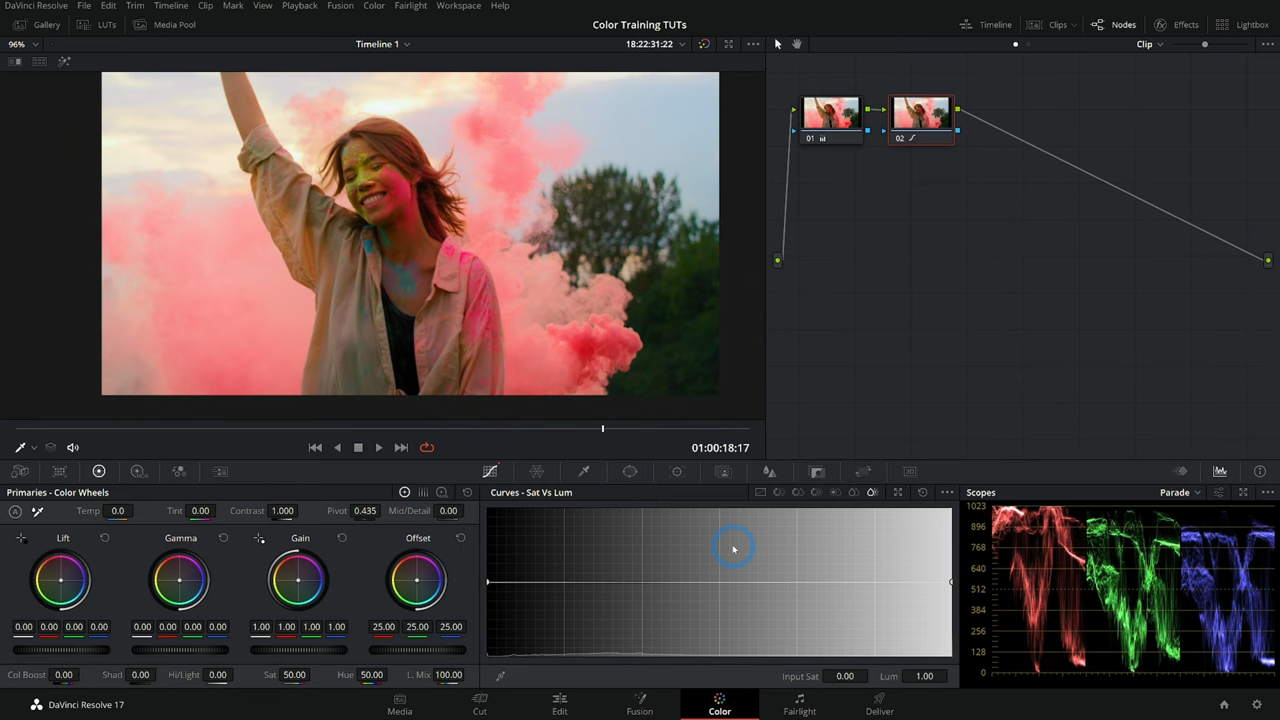 DaVinci Resolve File Edit Trim Timeline Clip Mark View Playback Fusion Color Fairlight Workspace Help
Gallery LUTs Media Pool Color Training TUTs Timeline Clips Nodes Effects Lightbox
96% Timeline 1 18:22:31:22 Clip
01 02
01:00:18:17
Primaries - Color Wheels Curves - Sat Vs Lum Scopes Parade
Temp 0.0 Tint 0.00 Contrast 1.000 Pivot 0.435 Mid/Detail 0.00
Lift Gamma Gain Offset
0.00 0.00 0.00 0.00 0.00 0.00 0.00 0.00 1.00 1.00 1.00 1.00 25.00 25.00 25.00
Col Boost 0.00 Shad 0.00 Hi/Light 0.00 Sat 50.00 Hue 50.00 L. Mix 100.00
Input Sat 0.00 Lum 1.00
1023
896
768
640
512
384
256
128
0
DaVinci Resolve 17 Media Cut Edit Fusion Color Fairlight Deliver